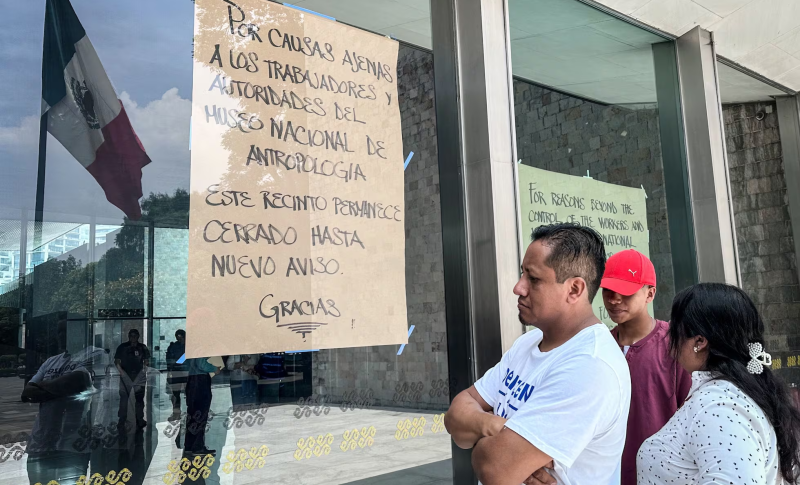 POR CAUSAS AJENAS
A LOS TRABAJADORES Y
AUTORIDADES DEL
MUSEO NACIONAL DE
ANTROPOLOGIA
ESTE RECINTO PERMANECE
CERRADO HASTA
NUEVO AVISO.
GRACIAS !
FOR REASONS BEYOND THE
CONTROL OF THE WORKERS AND